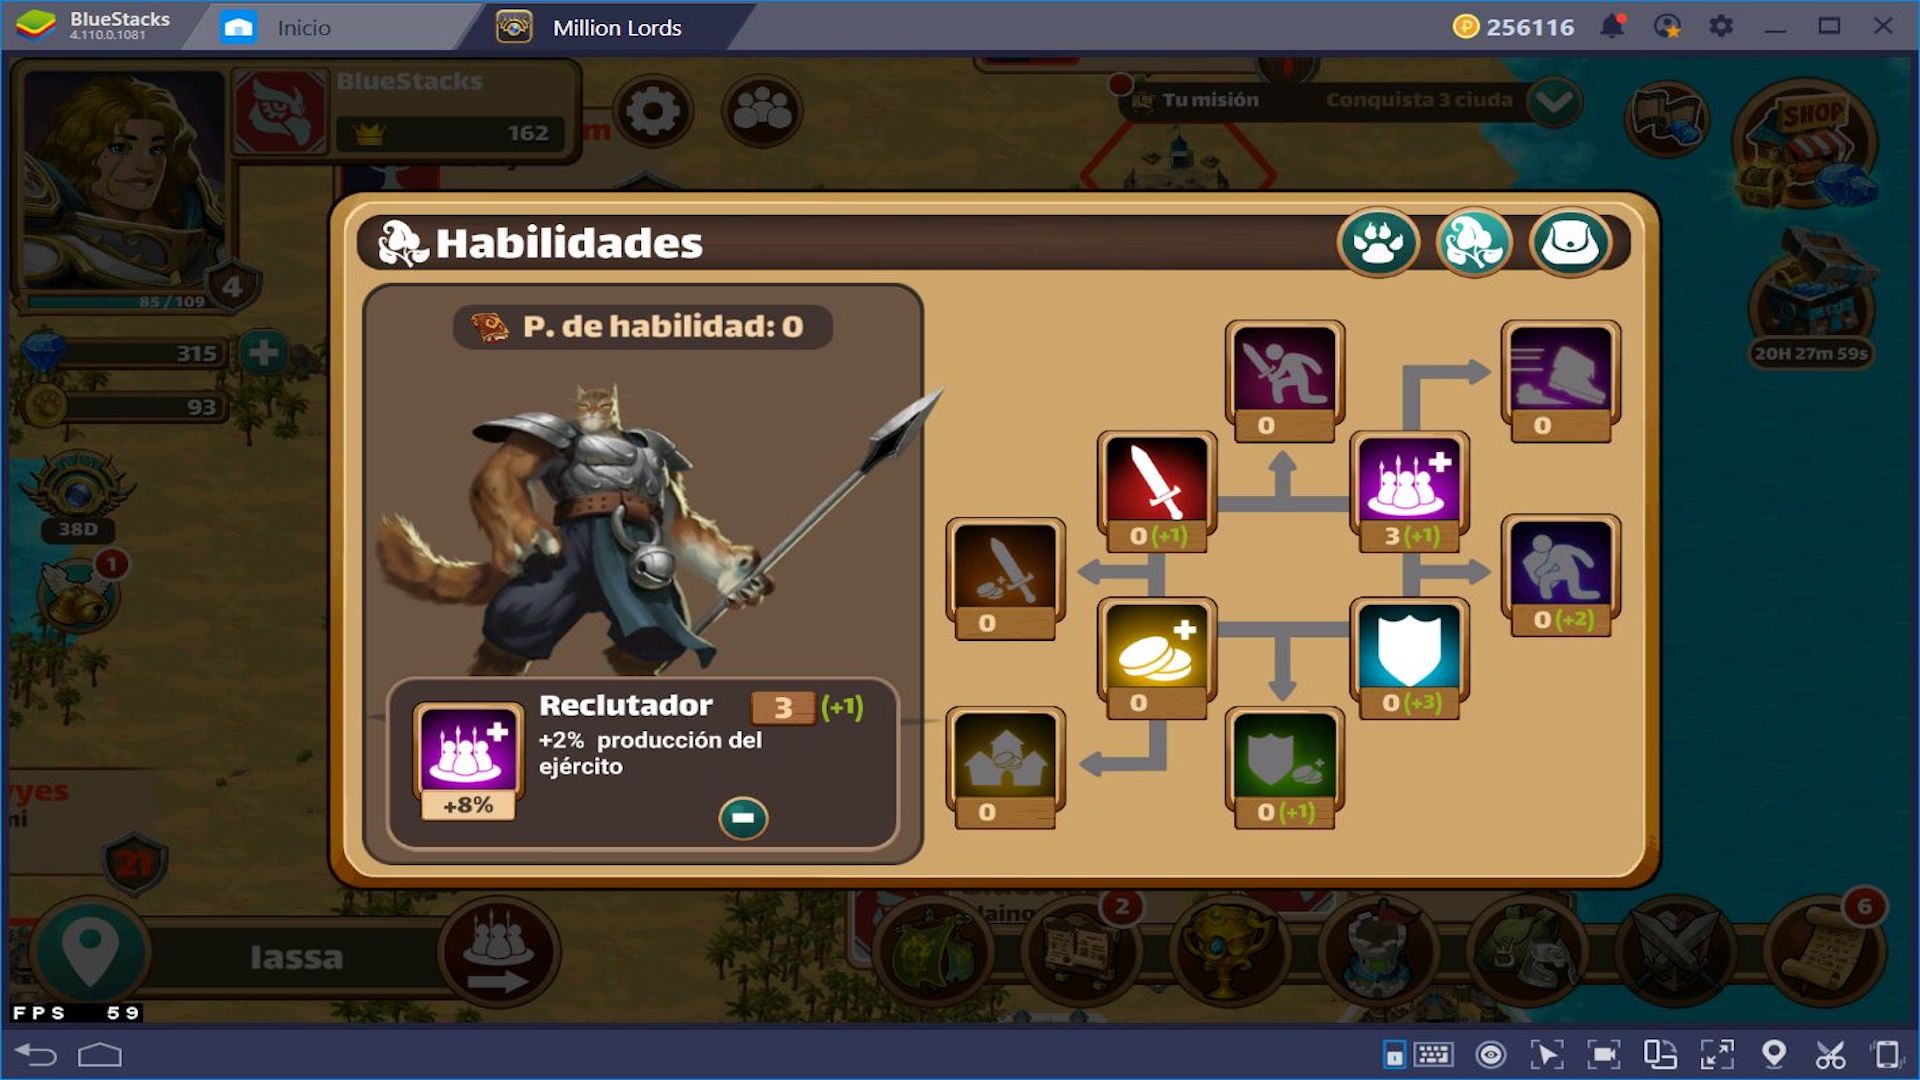 BlueStacks
4.110.0.1081
Inicio
Million Lords
256116
BlueStacks
162
Tu misión
Conquista 3 ciuda
SHOP
85 / 109
4
315
93
20H 27m 59s
38D
1
Habilidades
P. de habilidad: 0
0
0
0 (+1)
3 (+1)
0
0 (+2)
0
0 (+3)
0
0 (+1)
Reclutador
3 (+1)
+2% producción del
ejército
+8%
yyes
21
2
6
Iassa
FPS 59